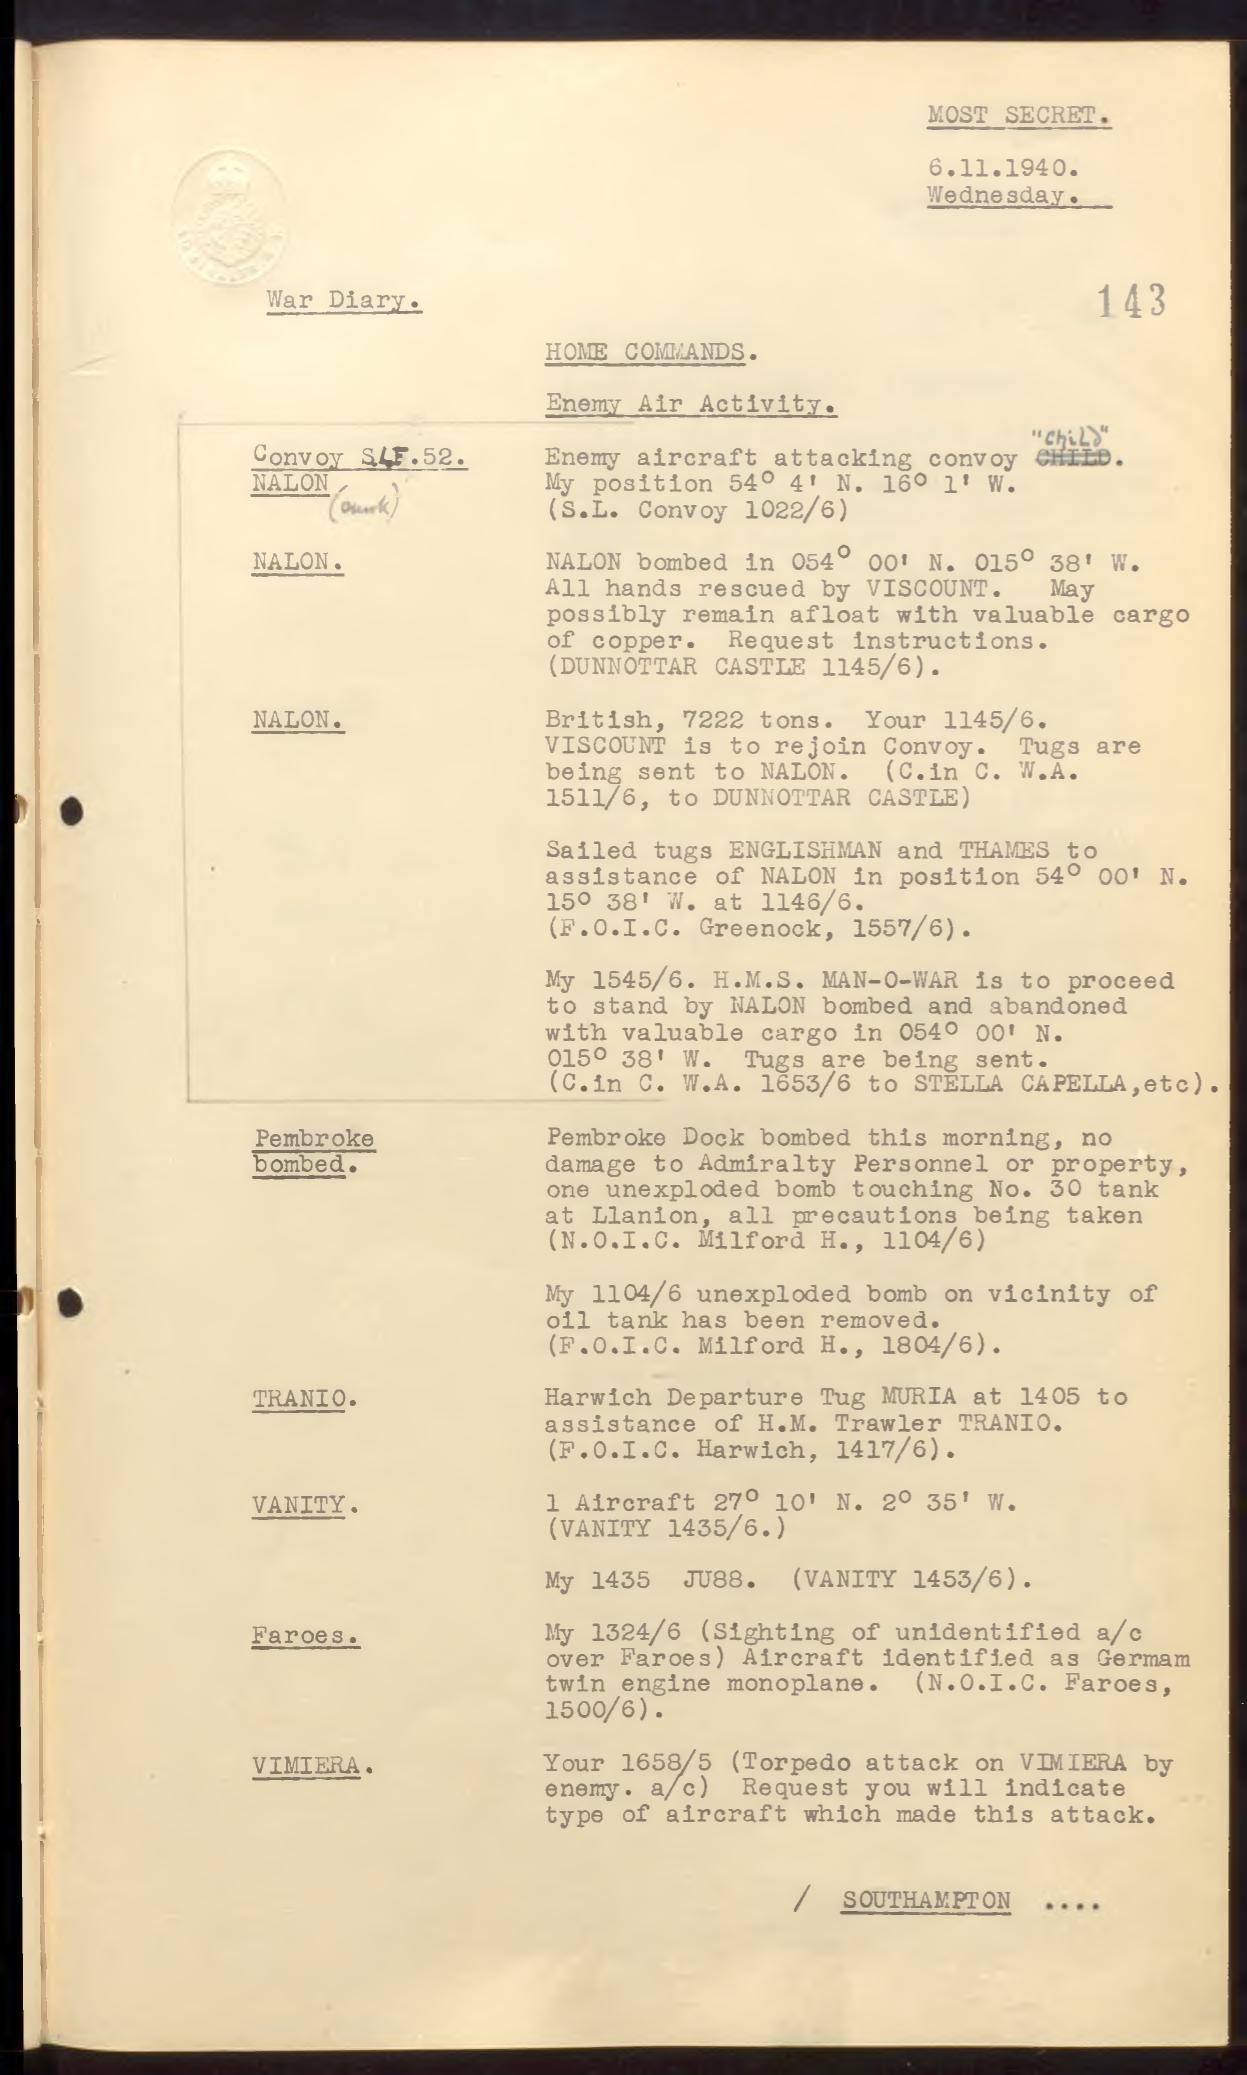 MOST SECRET.
6.11.1940.
Wednesday.
War Diary.
143
HOME COMMANDS.
Enemy Air Activity.
"Child"
Convoy SLF.52. Enemy aircraft attacking convoy CHILD.
NALON My position 54° 4' N. 16° 1' W.
(sunk) (S.L. Convoy 1022/6)
NALON. NALON bombed in 054° 00' N. 015° 38' W.
All hands rescued by VISCOUNT. May
possibly remain afloat with valuable cargo
of copper. Request instructions.
(DUNNOTTAR CASTLE 1145/6).
NALON. British, 7222 tons. Your 1145/6.
VISCOUNT is to rejoin Convoy. Tugs are
being sent to NALON. (C.in C. W.A.
1511/6, to DUNNOTTAR CASTLE)
Sailed tugs ENGLISHMAN and THAMES to
assistance of NALON in position 54° 00' N.
15° 38' W. at 1146/6.
(F.O.I.C. Greenock, 1557/6).
My 1545/6. H.M.S. MAN-O-WAR is to proceed
to stand by NALON bombed and abandoned
with valuable cargo in 054° 00' N.
015° 38' W. Tugs are being sent.
(C.in C. W.A. 1653/6 to STELLA CAPELLA,etc).
Pembroke Pembroke Dock bombed this morning, no
bombed. damage to Admiralty Personnel or property,
one unexploded bomb touching No. 30 tank
at Llanion, all precautions being taken
(N.O.I.C. Milford H., 1104/6)
My 1104/6 unexploded bomb on vicinity of
oil tank has been removed.
(F.O.I.C. Milford H., 1804/6).
TRANIO. Harwich Departure Tug MURIA at 1405 to
assistance of H.M. Trawler TRANIO.
(F.O.I.C. Harwich, 1417/6).
VANITY. 1 Aircraft 27° 10' N. 2° 35' W.
(VANITY 1435/6.)
My 1435 JU88. (VANITY 1453/6).
Faroes. My 1324/6 (Sighting of unidentified a/c
over Faroes) Aircraft identified as Germam
twin engine monoplane. (N.O.I.C. Faroes,
1500/6).
VIMIERA. Your 1658/5 (Torpedo attack on VIMIERA by
enemy. a/c) Request you will indicate
type of aircraft which made this attack.
/ SOUTHAMPTON ....